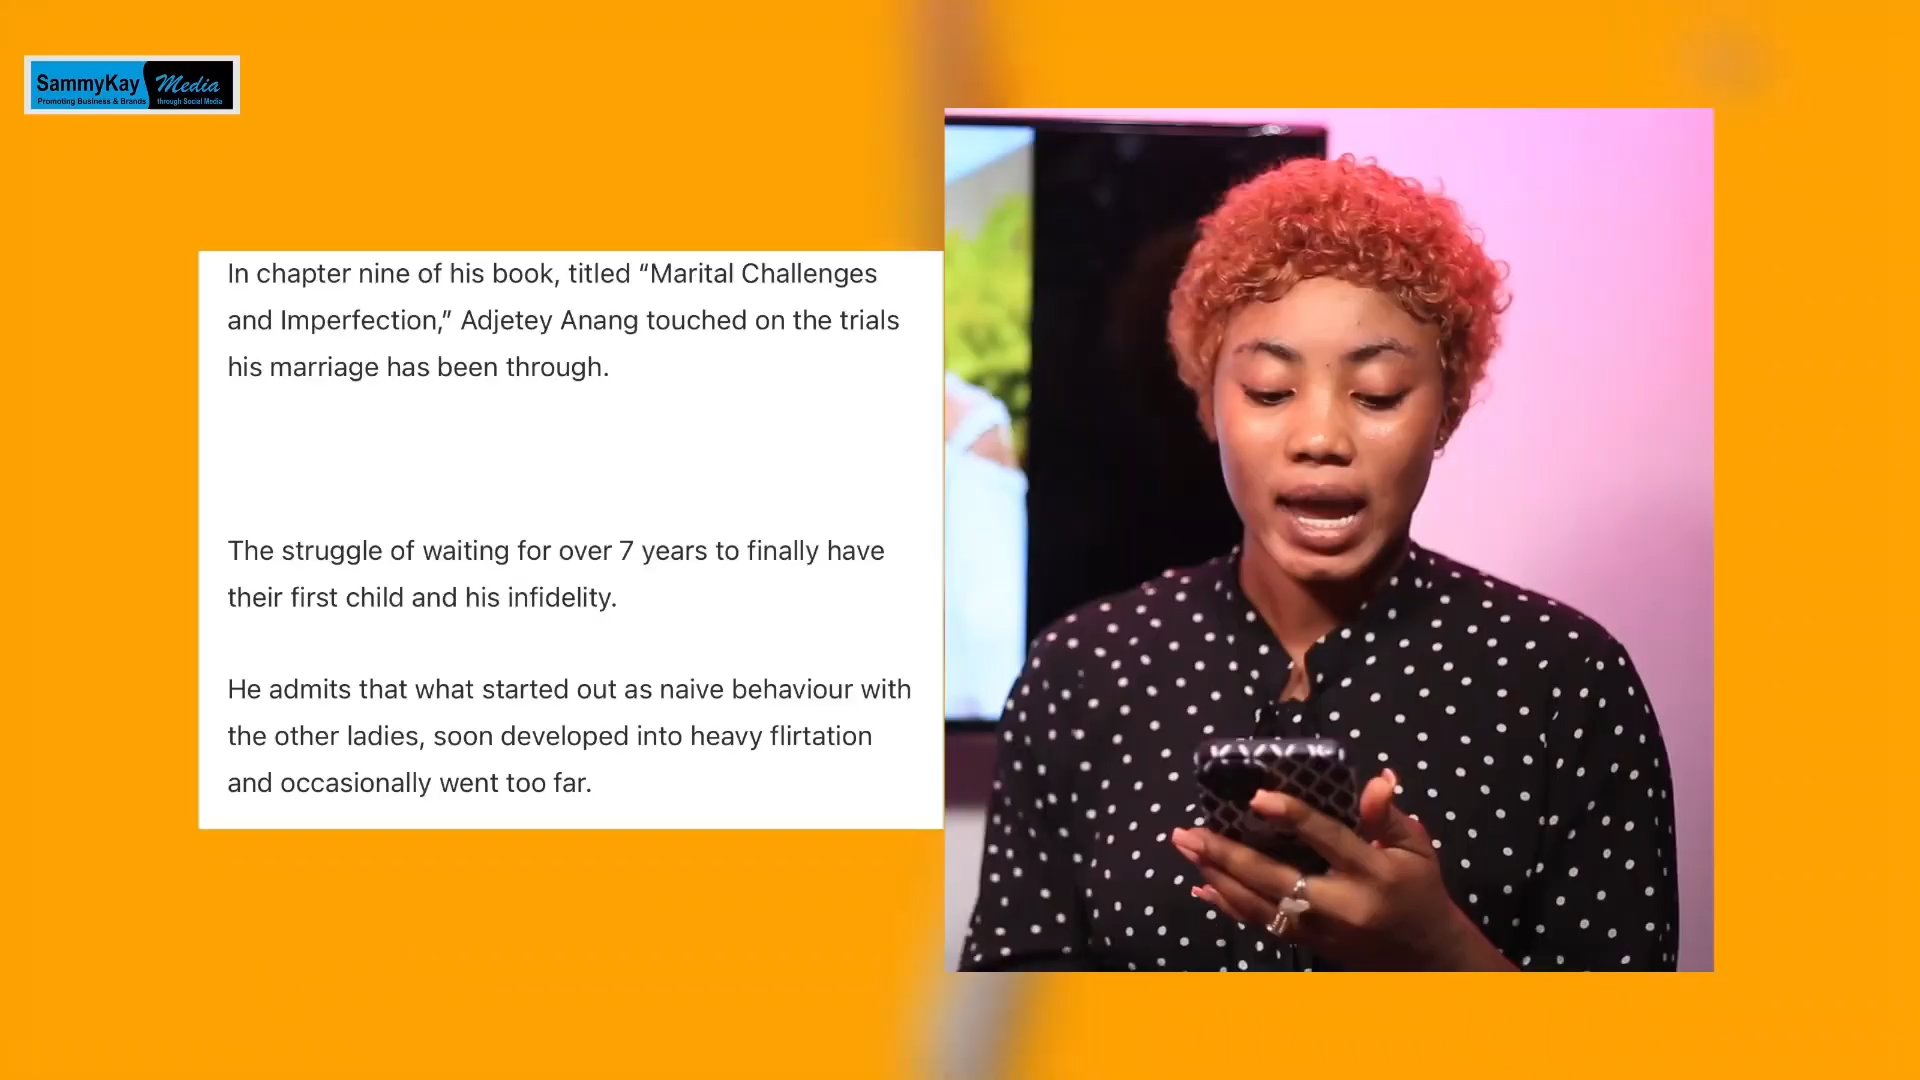 SammyKay Media
Promoting Business & Brands through Social Media
In chapter nine of his book, titled “Marital Challenges
and Imperfection,” Adjetey Anang touched on the trials
his marriage has been through.
The struggle of waiting for over 7 years to finally have
their first child and his infidelity.
He admits that what started out as naive behaviour with
the other ladies, soon developed into heavy flirtation
and occasionally went too far.